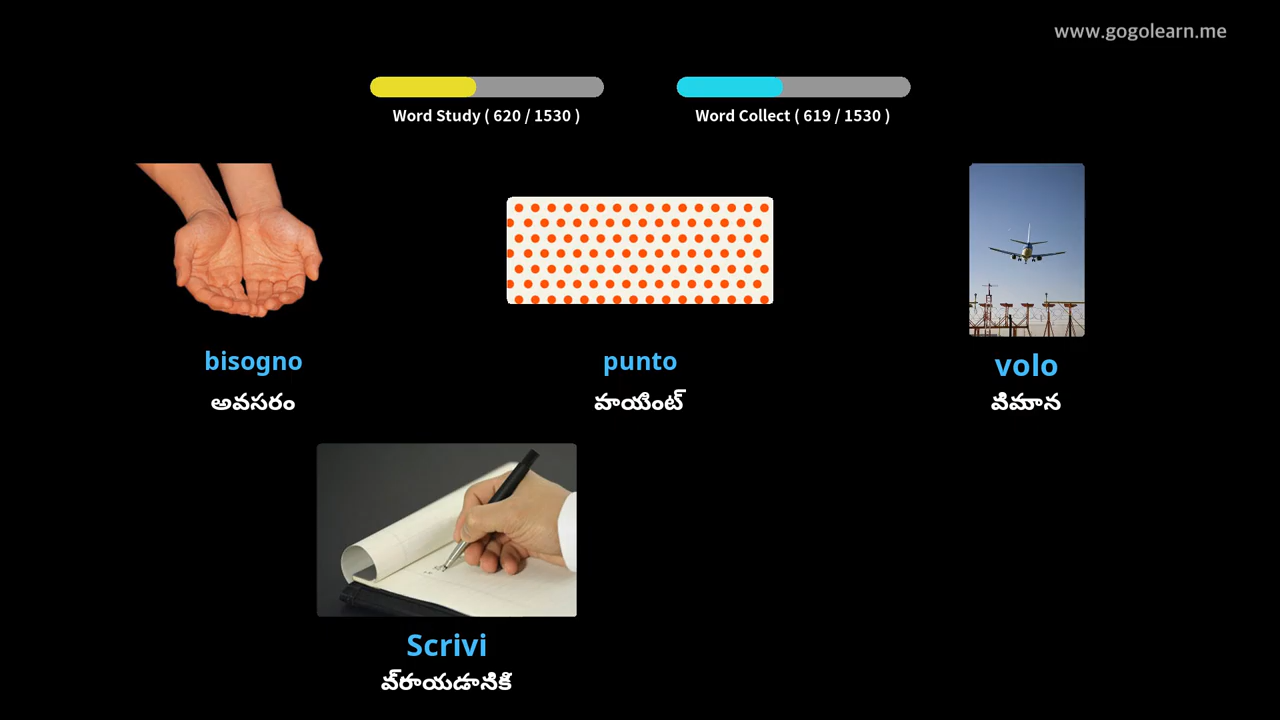 www.gogolearn.me
Word Study ( 620 / 1530 )
Word Collect ( 619 / 1530 )
bisogno
అవసరం
punto
పాయింట్
volo
విమాన
Scrivi
వ్రాయడానికి